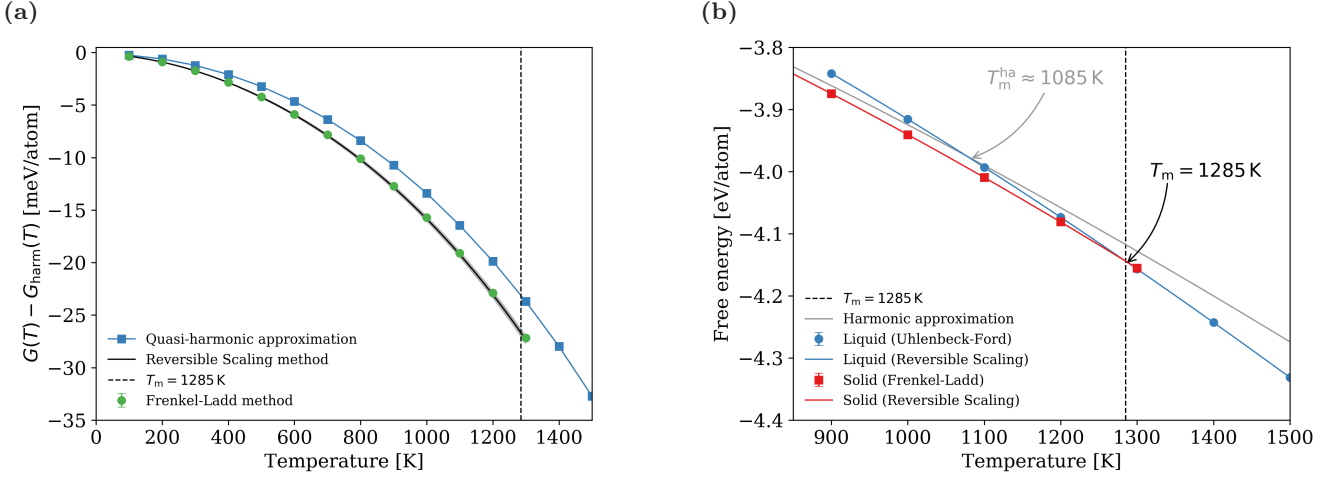 (a)
0
−5
−10
−15
−20
−25
−30
−35
G(T) − G_harm(T) [meV/atom]
Quasi-harmonic approximation
Reversible Scaling method
T_m = 1285 K
Frenkel-Ladd method
0
200
400
600
800
1000
1200
1400
Temperature [K]
(b)
−3.8
−3.9
−4.0
−4.1
−4.2
−4.3
−4.4
Free energy [eV/atom]
T_m^ha ≈ 1085 K
T_m = 1285 K
T_m = 1285 K
Harmonic approximation
Liquid (Uhlenbeck-Ford)
Liquid (Reversible Scaling)
Solid (Frenkel-Ladd)
Solid (Reversible Scaling)
900
1000
1100
1200
1300
1400
1500
Temperature [K]